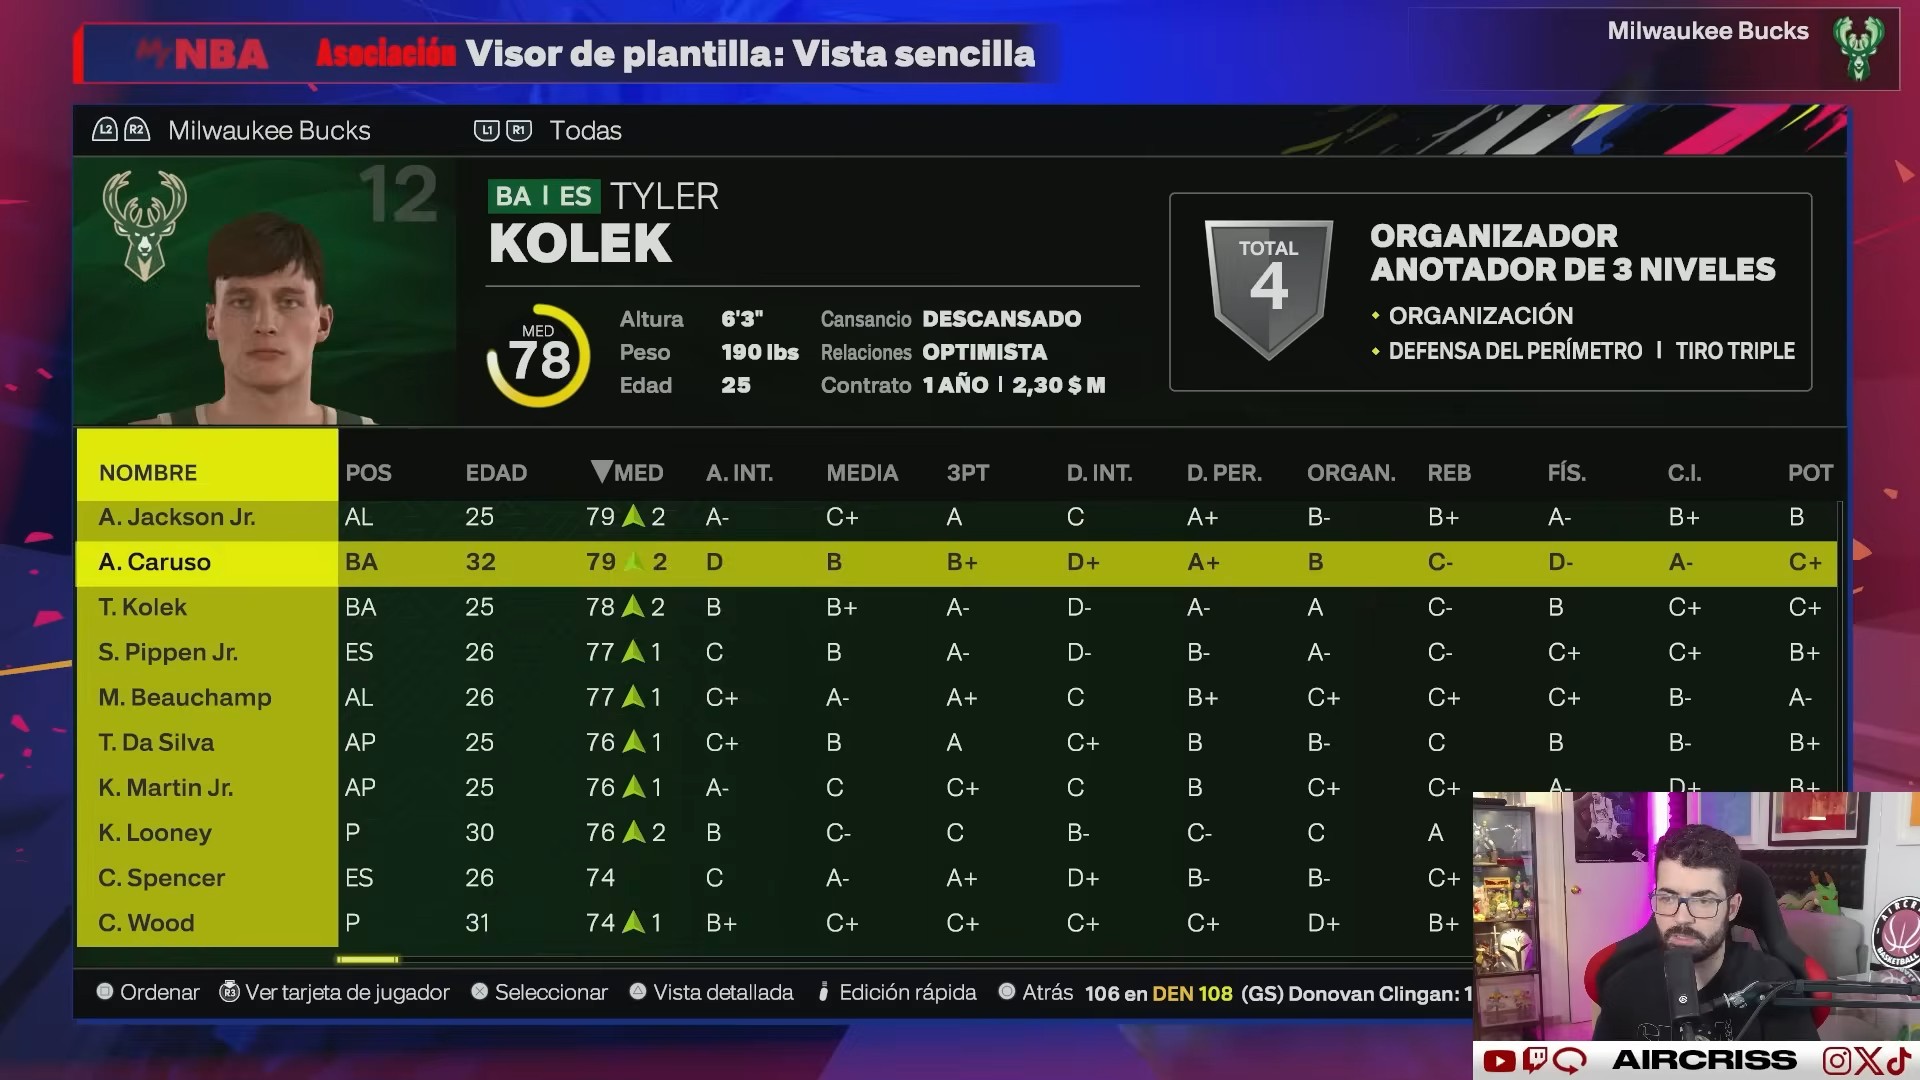 MyNBA Asociación Visor de plantilla: Vista sencilla
Milwaukee Bucks
L2 R2 Milwaukee Bucks L1 R1 Todas
12
BA | ES TYLER
KOLEK
MED
78
Altura 6'3" Cansancio DESCANSADO
Peso 190 lbs Relaciones OPTIMISTA
Edad 25 Contrato 1 AÑO | 2,30 $ M
TOTAL
4
ORGANIZADOR
ANOTADOR DE 3 NIVELES
ORGANIZACIÓN
DEFENSA DEL PERÍMETRO | TIRO TRIPLE
NOMBRE POS EDAD MED A. INT. MEDIA 3PT D. INT. D. PER. ORGAN. REB FÍS. C.I. POT
A. Jackson Jr. AL 25 79 2 A- C+ A C A+ B- B+ A- B+ B
A. Caruso BA 32 79 2 D B B+ D+ A+ B C- D- A- C+
T. Kolek BA 25 78 2 B B+ A- D- A- A C- B C+ C+
S. Pippen Jr. ES 26 77 1 C B A- D- B- A- C- C+ C+ B+
M. Beauchamp AL 26 77 1 C+ A- A+ C B+ C+ C+ C+ B- A-
T. Da Silva AP 25 76 1 C+ B A C+ B B- C B B- B+
K. Martin Jr. AP 25 76 1 A- C C+ C B C+ C+ A- D+ B+
K. Looney P 30 76 2 B C- C B- C- C A
C. Spencer ES 26 74 C A- A+ D+ B- B- C+
C. Wood P 31 74 1 B+ C+ C+ C+ C+ D+ B+
Ordenar R3 Ver tarjeta de jugador Seleccionar Vista detallada Edición rápida Atrás 106 en DEN 108 (GS) Donovan Clingan: 1
AIRCRISS